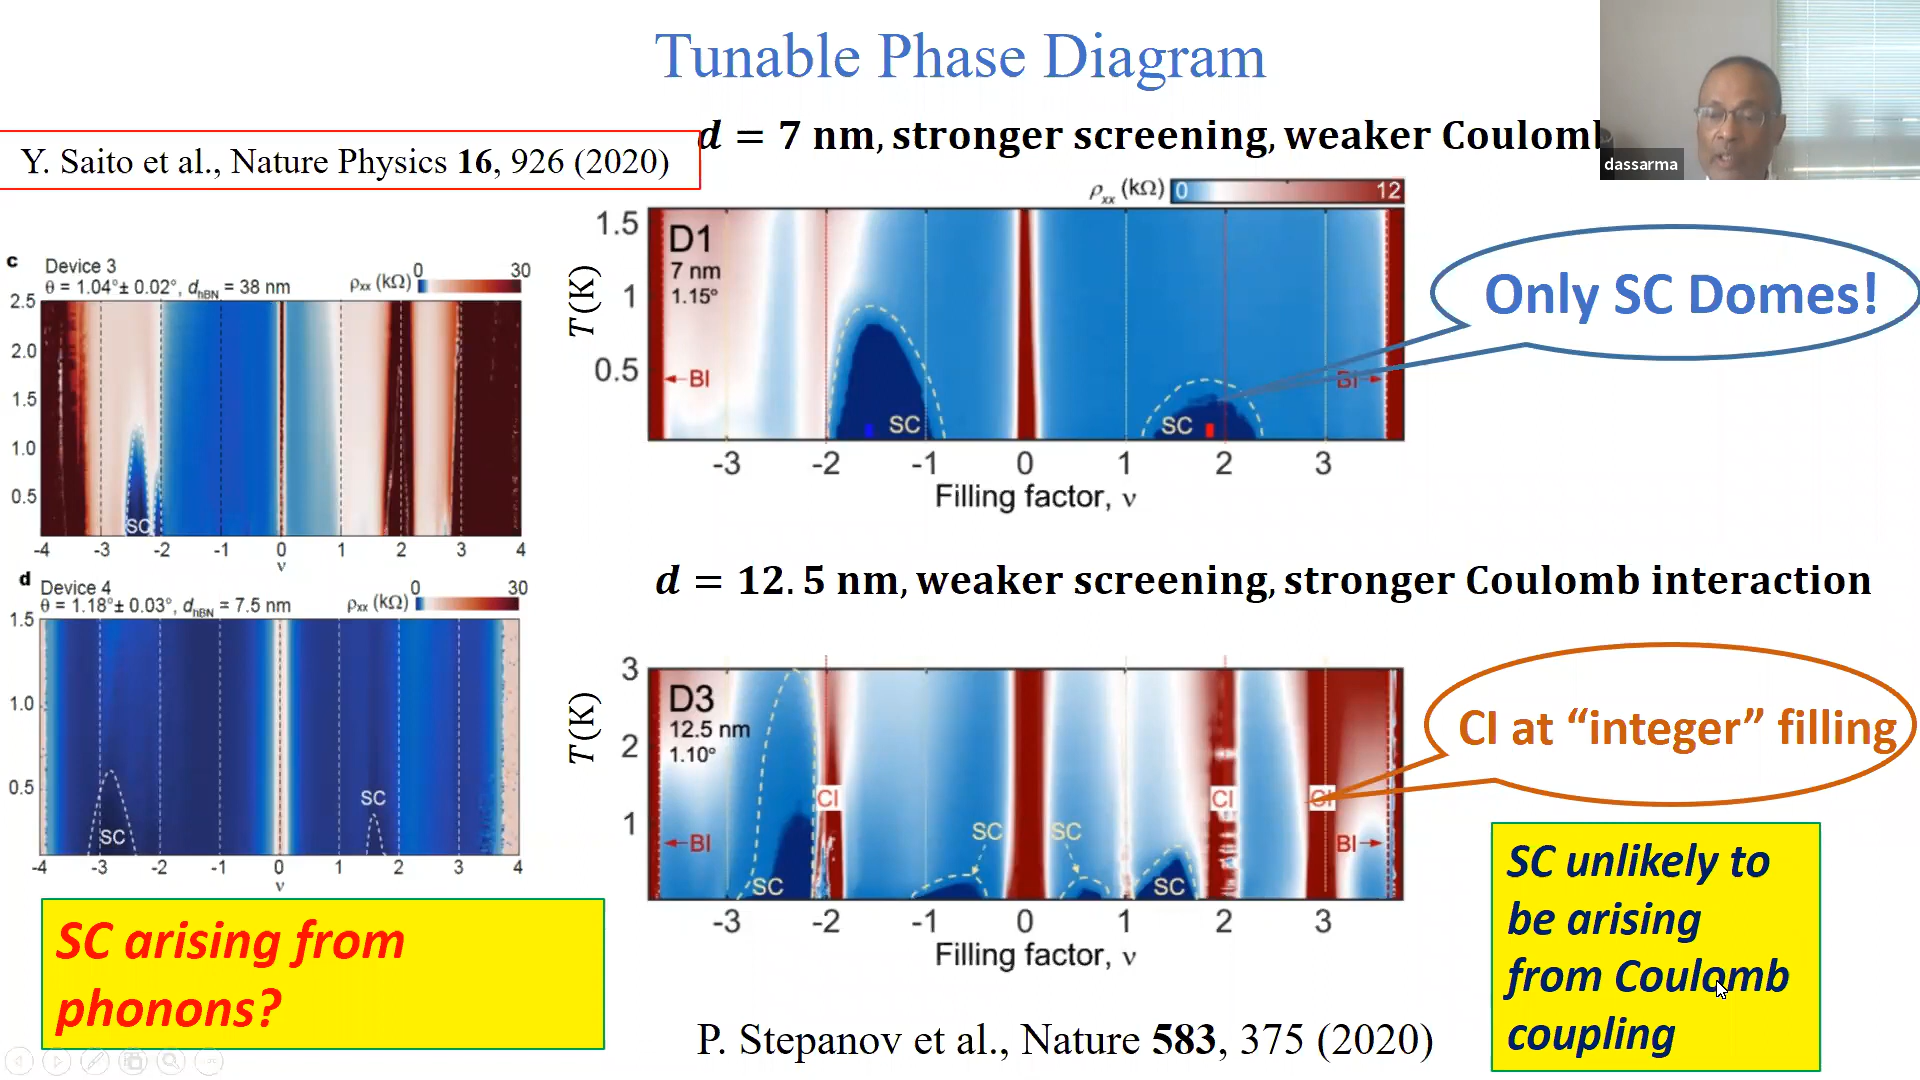 Tunable Phase Diagram
dassarma
d = 7 nm, stronger screening, weaker Coulomb
Y. Saito et al., Nature Physics 16, 926 (2020)
c
Device 3
θ = 1.04°± 0.02°, dhBN = 38 nm
ρxx (kΩ)
0
30
2.5
2.0
1.5
1.0
0.5
SC
-4 -3 -2 -1 0 1 2 3 4
ν
d
Device 4
θ = 1.18°± 0.03°, dhBN = 7.5 nm
ρxx (kΩ)
0
30
1.5
1.0
0.5
SC
SC
-4 -3 -2 -1 0 1 2 3 4
ν
SC arising from
phonons?
ρxx (kΩ)
0
12
T(K)
1.5
1
0.5
D1
7 nm
1.15°
←BI
SC
SC
BI→
-3 -2 -1 0 1 2 3
Filling factor, ν
Only SC Domes!
d = 12.5 nm, weaker screening, stronger Coulomb interaction
T(K)
3
2
1
D3
12.5 nm
1.10°
←BI
CI
SC
SC
SC
SC
CI
CI
BI→
-3 -2 -1 0 1 2 3
Filling factor, ν
CI at “integer” filling
SC unlikely to
be arising
from Coulomb
coupling
P. Stepanov et al., Nature 583, 375 (2020)